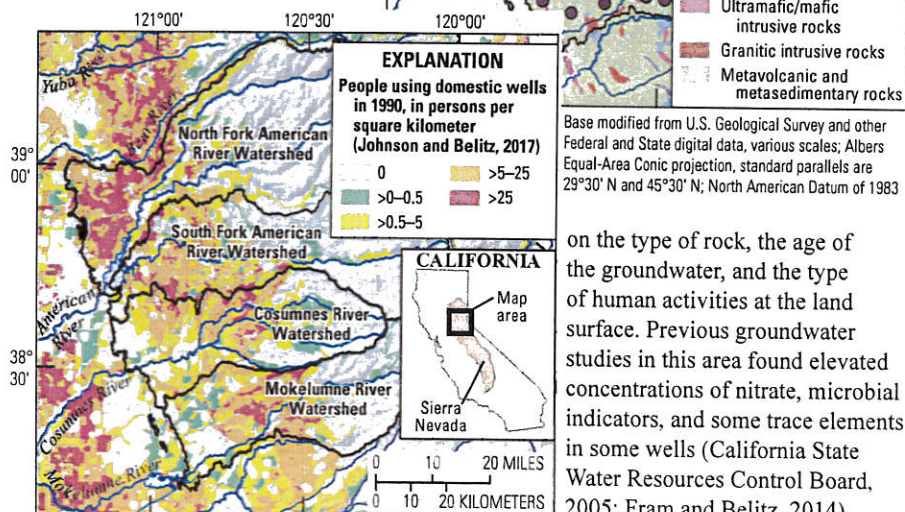 121°00'
120°30'
120°00'
39°
00'
38°
30'
EXPLANATION
People using domestic wells
in 1990, in persons per
square kilometer
(Johnson and Belitz, 2017)
0
>0–0.5
>0.5–5
>5–25
>25
Yuba River
Bear River
North Fork American
River Watershed
South Fork American
River Watershed
American
River
Cosumnes River
Watershed
Cosumnes River
Mokelumne River
Watershed
Mokelumne River
CALIFORNIA
Map
area
Sierra
Nevada
0 10 20 MILES
0 10 20 KILOMETERS
Ultramafic/mafic
intrusive rocks
Granitic intrusive rocks
Metavolcanic and
metasedimentary rocks
Base modified from U.S. Geological Survey and other
Federal and State digital data, various scales; Albers
Equal-Area Conic projection, standard parallels are
29°30' N and 45°30' N; North American Datum of 1983
on the type of rock, the age of
the groundwater, and the type
of human activities at the land
surface. Previous groundwater
studies in this area found elevated
concentrations of nitrate, microbial
indicators, and some trace elements
in some wells (California State
Water Resources Control Board,
2005; Fram and Belitz, 2014)